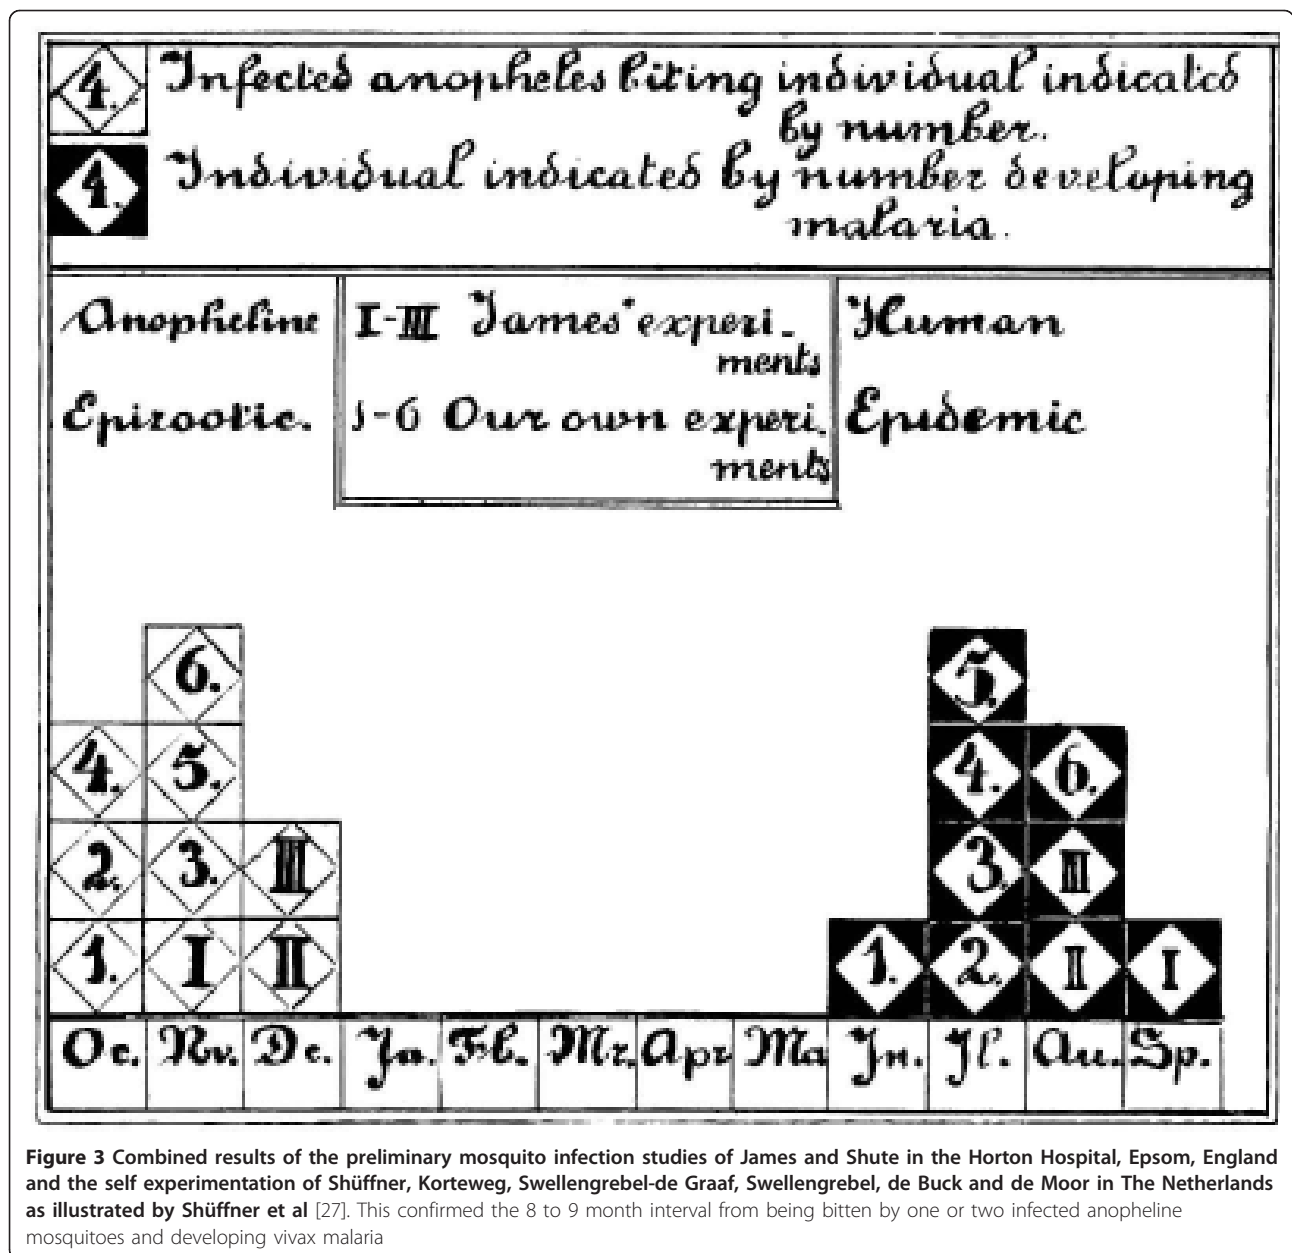 4. Infected anopheles biting individual indicated
by number.
4. Individual indicated by number developing
malaria.
Anopheline
Epizootic.
I-III James' experi-
ments
1-6 Our own experi-
ments
Human
Epidemic
6. 5.
4. 5. 4. 6.
2. 3. III 3. III
1. I II 1. 2. II I
Oc. Nv. Dc. Ja. Fb. Mr. Apr Ma Jn. Jl. Au. Sp.
Figure 3 Combined results of the preliminary mosquito infection studies of James and Shute in the Horton Hospital, Epsom, England
and the self experimentation of Shüffner, Korteweg, Swellengrebel-de Graaf, Swellengrebel, de Buck and de Moor in The Netherlands
as illustrated by Shüffner et al [27]. This confirmed the 8 to 9 month interval from being bitten by one or two infected anopheline
mosquitoes and developing vivax malaria